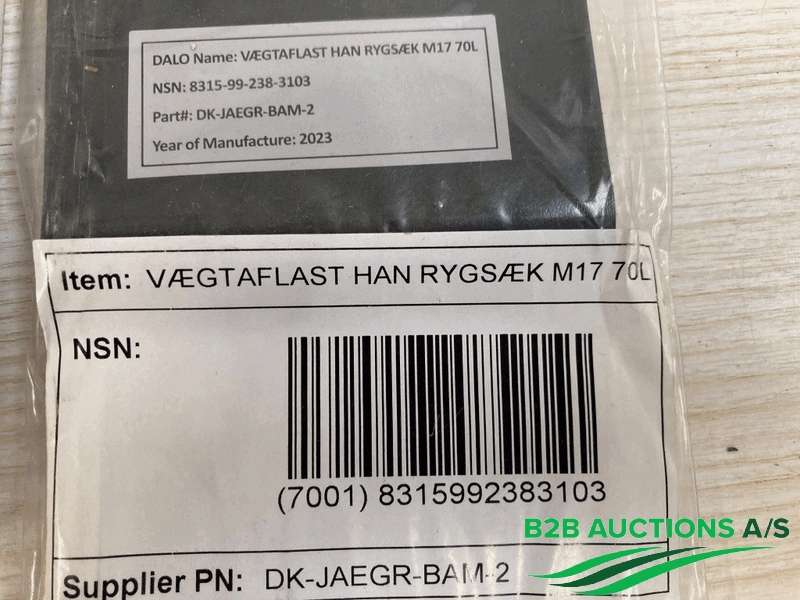 DALO Name: VÆGTAFLAST HAN RYGSÆK M17 70L
NSN: 8315-99-238-3103
Part#: DK-JAEGR-BAM-2
Year of Manufacture: 2023
Item: VÆGTAFLAST HAN RYGSÆK M17 70L
NSN:
(7001) 8315992383103
B2B AUCTIONS A/S
Supplier PN: DK-JAEGR-BAM-2